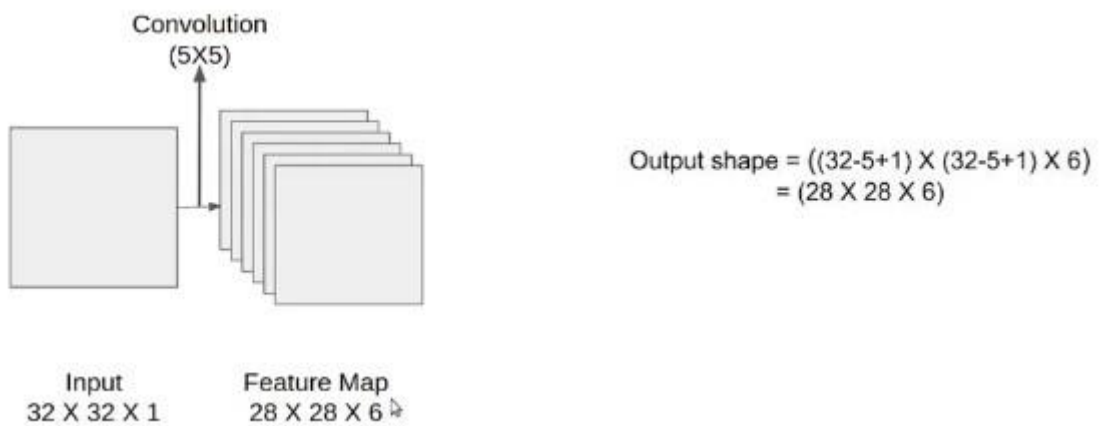 Convolution
(5X5)
Output shape = ((32-5+1) X (32-5+1) X 6)
= (28 X 28 X 6)
Input
32 X 32 X 1
Feature Map
28 X 28 X 6